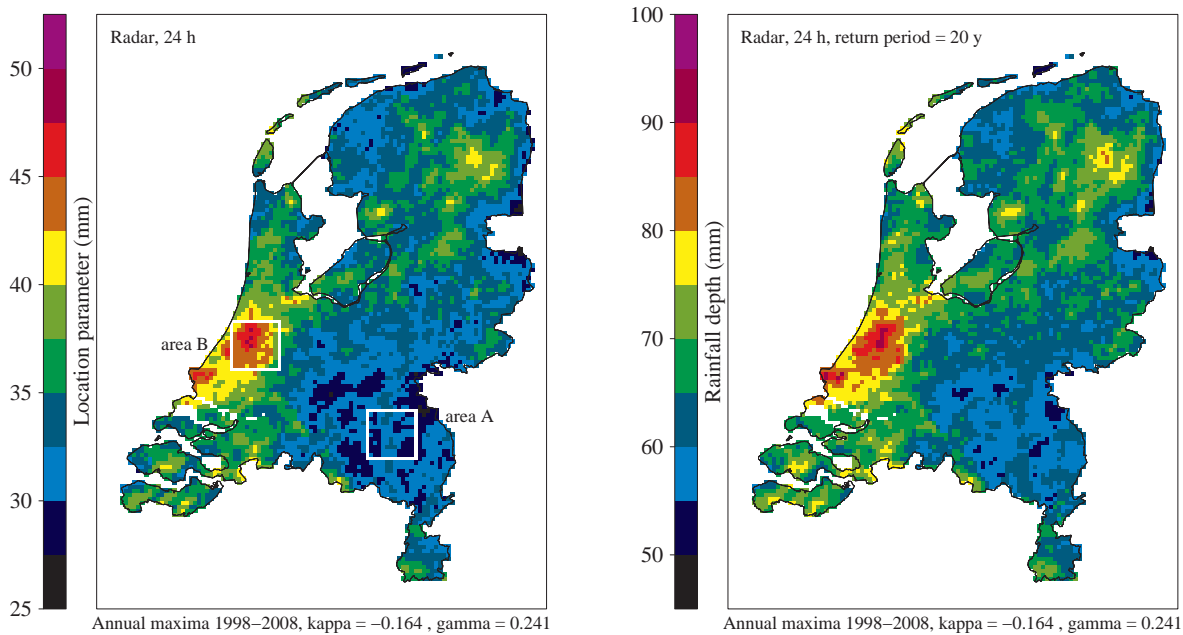 Radar, 24 h
50
45
40
35
30
25
Location parameter (mm)
area B
area A
Annual maxima 1998−2008, kappa = −0.164 , gamma = 0.241
Radar, 24 h, return period = 20 y
100
90
80
70
60
50
Rainfall depth (mm)
Annual maxima 1998−2008, kappa = −0.164 , gamma = 0.241